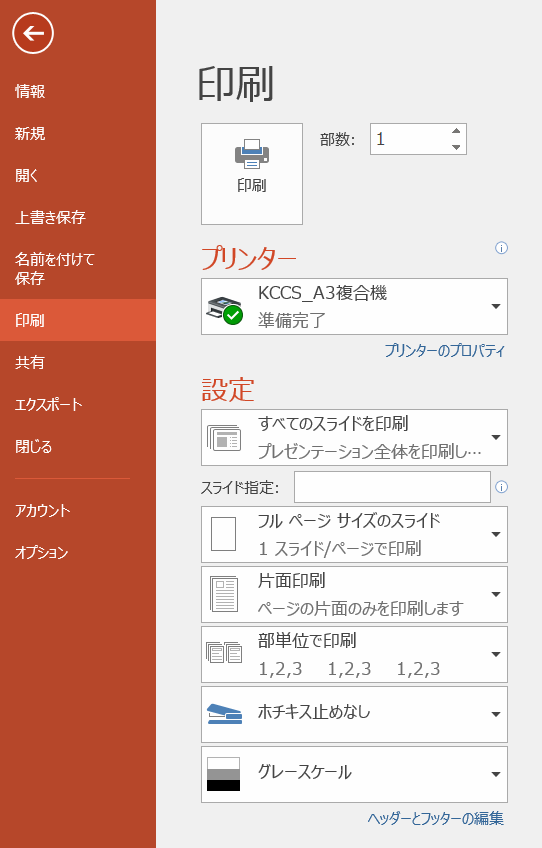 情報
新規
開く
上書き保存
名前を付けて
保存
印刷
共有
エクスポート
閉じる
アカウント
オプション
印刷
印刷
部数: 1
プリンター
KCCS_A3複合機
準備完了
プリンターのプロパティ
設定
すべてのスライドを印刷
プレゼンテーション全体を印刷し…
スライド指定:
フル ページ サイズのスライド
1 スライド/ページで印刷
片面印刷
ページの片面のみを印刷します
部単位で印刷
1,2,3 1,2,3 1,2,3
ホチキス止めなし
グレースケール
ヘッダーとフッターの編集